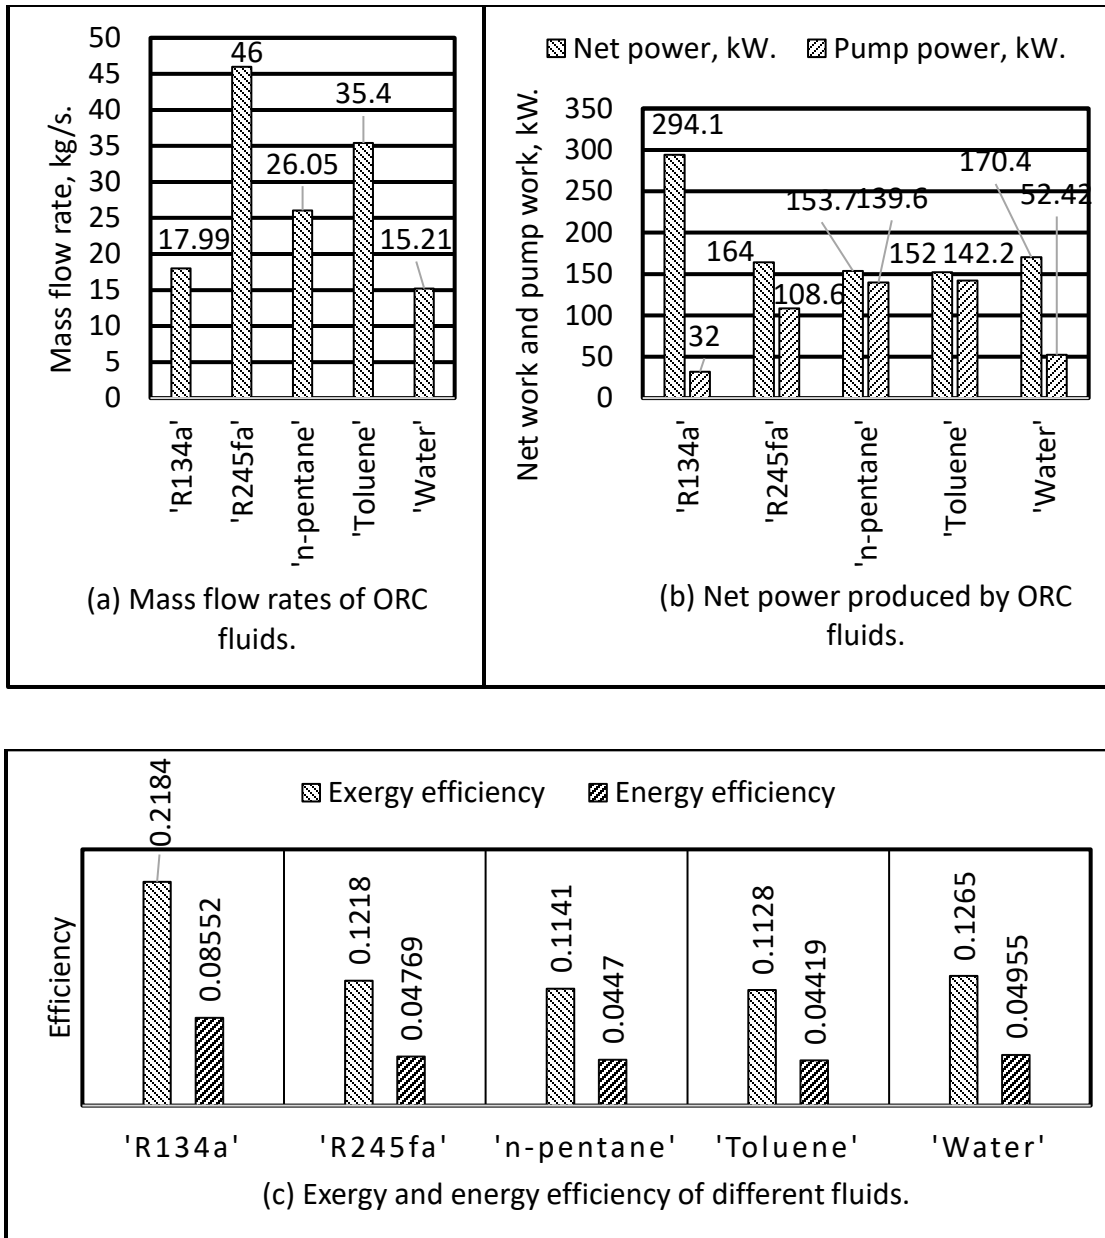 Mass flow rate, kg/s.
50
45
40
35
30
25
20
15
10
5
0
17.99
46
26.05
35.4
15.21
'R134a'
'R245fa'
'n-pentane'
'Toluene'
'Water'
(a) Mass flow rates of ORC
fluids.
Net power, kW.
Pump power, kW.
Net work and pump work, kW.
350
300
250
200
150
100
50
0
294.1
32
164
108.6
153.7
139.6
152
142.2
170.4
52.42
'R134a'
'R245fa'
'n-pentane'
'Toluene'
'Water'
(b) Net power produced by ORC
fluids.
Exergy efficiency
Energy efficiency
Efficiency
0.2184
0.08552
0.1218
0.04769
0.1141
0.0447
0.1128
0.04419
0.1265
0.04955
'R134a'
'R245fa'
'n-pentane'
'Toluene'
'Water'
(c) Exergy and energy efficiency of different fluids.